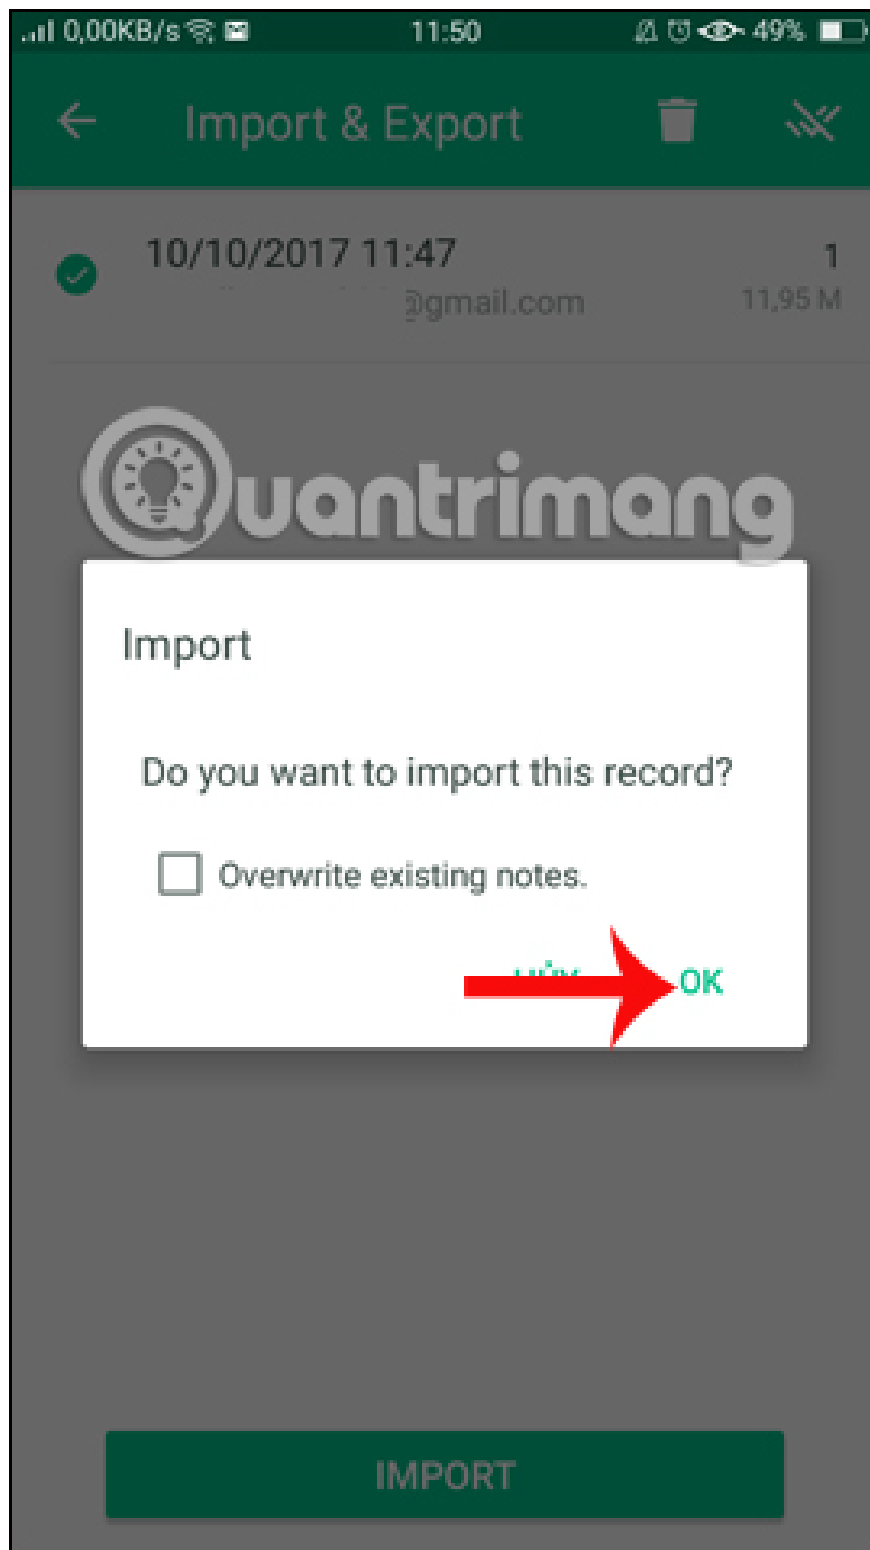 0,00KB/s 11:50 49%
Import & Export
10/10/2017 11:47 1
@gmail.com 11,95 M
Quantrimang
Import
Do you want to import this record?
Overwrite existing notes.
OK
IMPORT